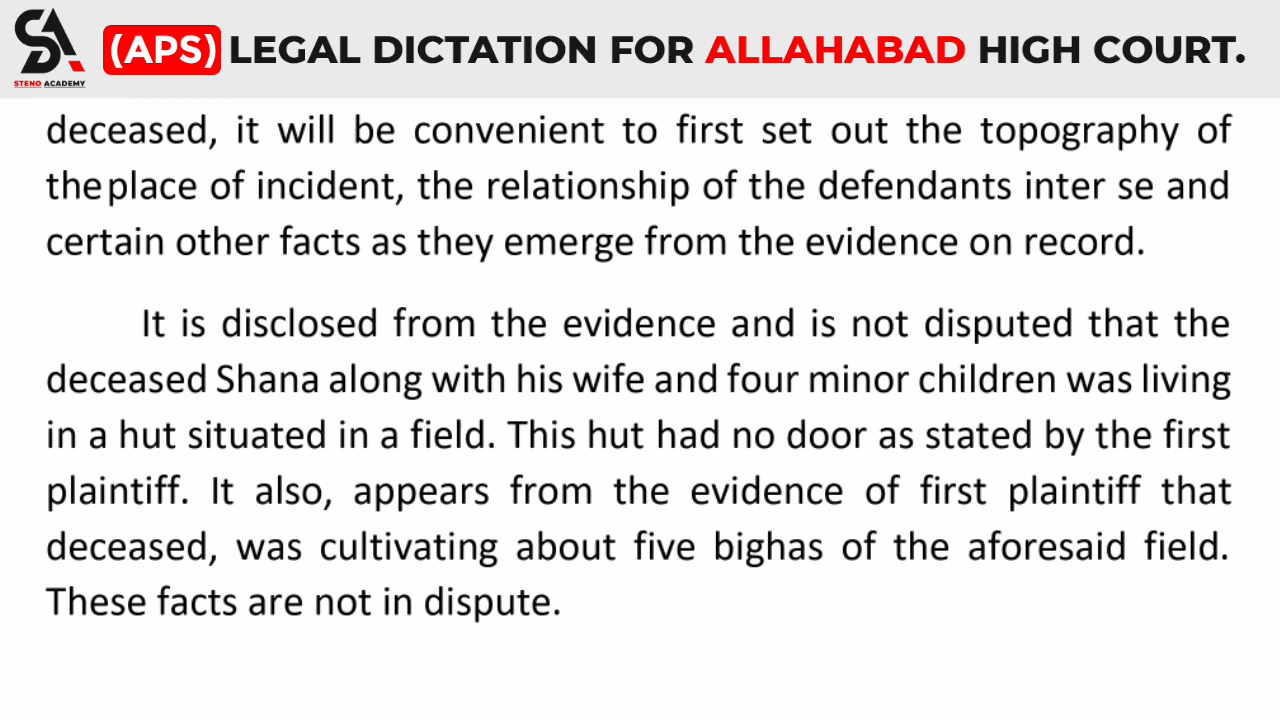 STENO ACADEMY
(APS) LEGAL DICTATION FOR ALLAHABAD HIGH COURT.
deceased, it will be convenient to first set out the topography of
the place of incident, the relationship of the defendants inter se and
certain other facts as they emerge from the evidence on record.
It is disclosed from the evidence and is not disputed that the
deceased Shana along with his wife and four minor children was living
in a hut situated in a field. This hut had no door as stated by the first
plaintiff. It also, appears from the evidence of first plaintiff that
deceased, was cultivating about five bighas of the aforesaid field.
These facts are not in dispute.